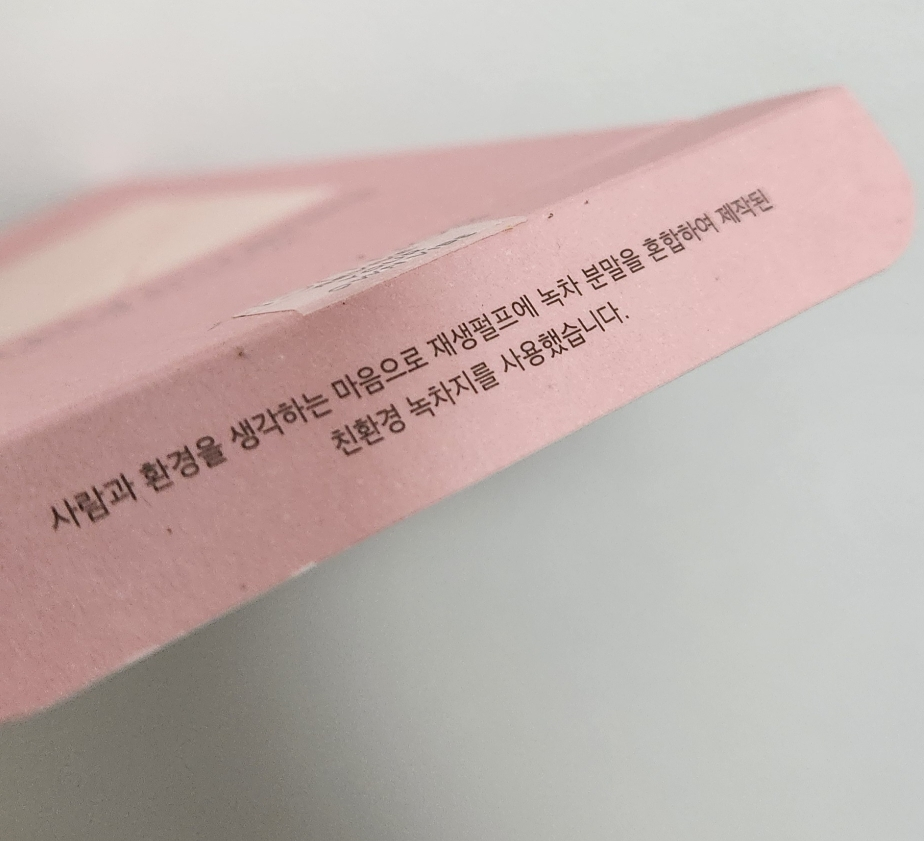 사람과 환경을 생각하는 마음으로 재생펄프에 녹차 분말을 혼합하여 제작된
친환경 녹차지를 사용했습니다.